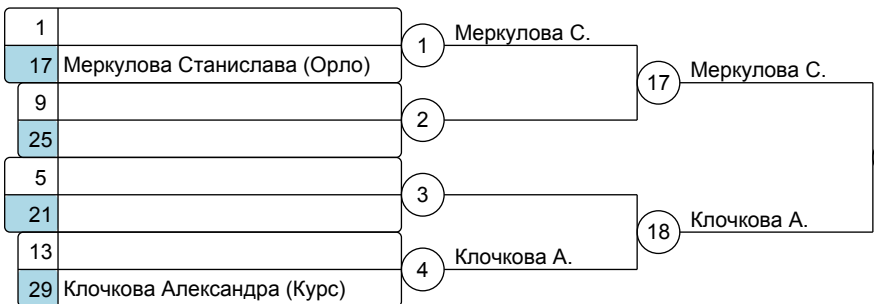 1
17 Меркулова Станислава (Орло)
1 Меркулова С.
9
25
2
17 Меркулова С.
5
21
3
13
29 Клочкова Александра (Курс)
4 Клочкова А.
18 Клочкова А.